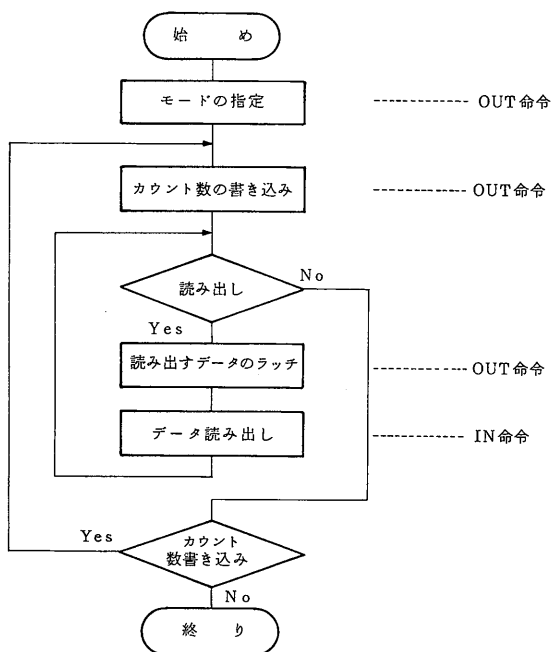 始 め
モードの指定 OUT命令
カウント数の書き込み OUT命令
読み出し No
Yes
読み出すデータのラッチ OUT命令
データ読み出し IN命令
Yes カウント
数書き込み
No
終 り